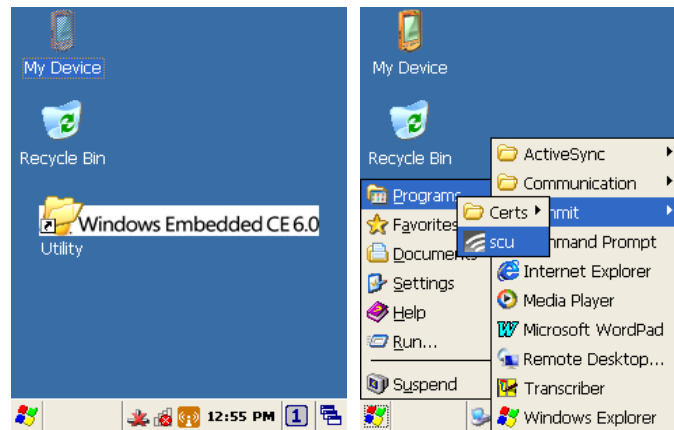 My Device
Recycle Bin
Windows Embedded CE 6.0
Utility
12:55 PM
1
My Device
Recycle Bin
Programs
Favorites
Documents
Settings
Help
Run...
Suspend
Certs
scu
ActiveSync
Communication
mmit
mmand Prompt
Internet Explorer
Media Player
Microsoft WordPad
Remote Desktop...
Transcriber
Windows Explorer